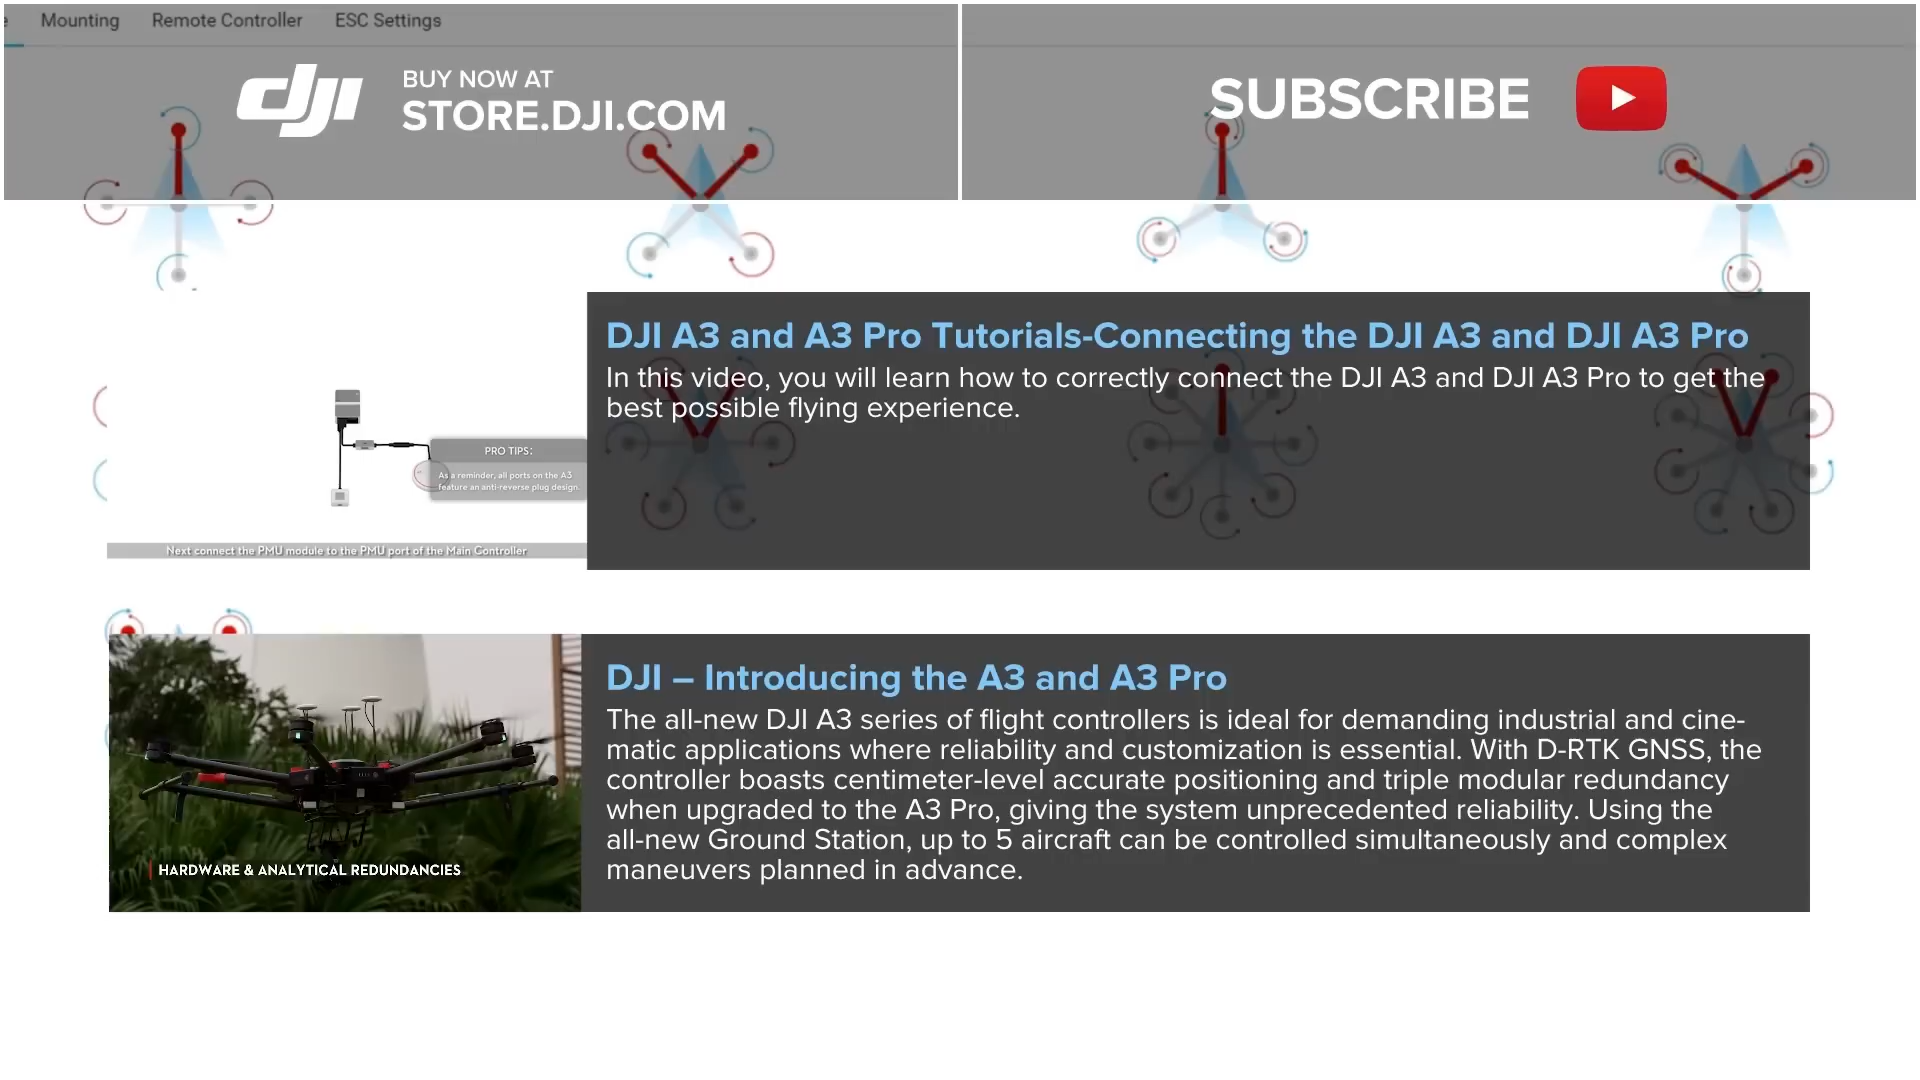 Mounting Remote Controller ESC Settings
dji
BUY NOW AT
STORE.DJI.COM
SUBSCRIBE
DJI A3 and A3 Pro Tutorials-Connecting the DJI A3 and DJI A3 Pro
In this video, you will learn how to correctly connect the DJI A3 and DJI A3 Pro to get the
best possible flying experience.
PRO TIPS:
As a reminder, all ports on the A3
feature an anti-reverse plug design.
Next connect the PMU module to the PMU port of the Main Controller
DJI – Introducing the A3 and A3 Pro
The all-new DJI A3 series of flight controllers is ideal for demanding industrial and cine-
matic applications where reliability and customization is essential. With D-RTK GNSS, the
controller boasts centimeter-level accurate positioning and triple modular redundancy
when upgraded to the A3 Pro, giving the system unprecedented reliability. Using the
all-new Ground Station, up to 5 aircraft can be controlled simultaneously and complex
maneuvers planned in advance.
HARDWARE & ANALYTICAL REDUNDANCIES